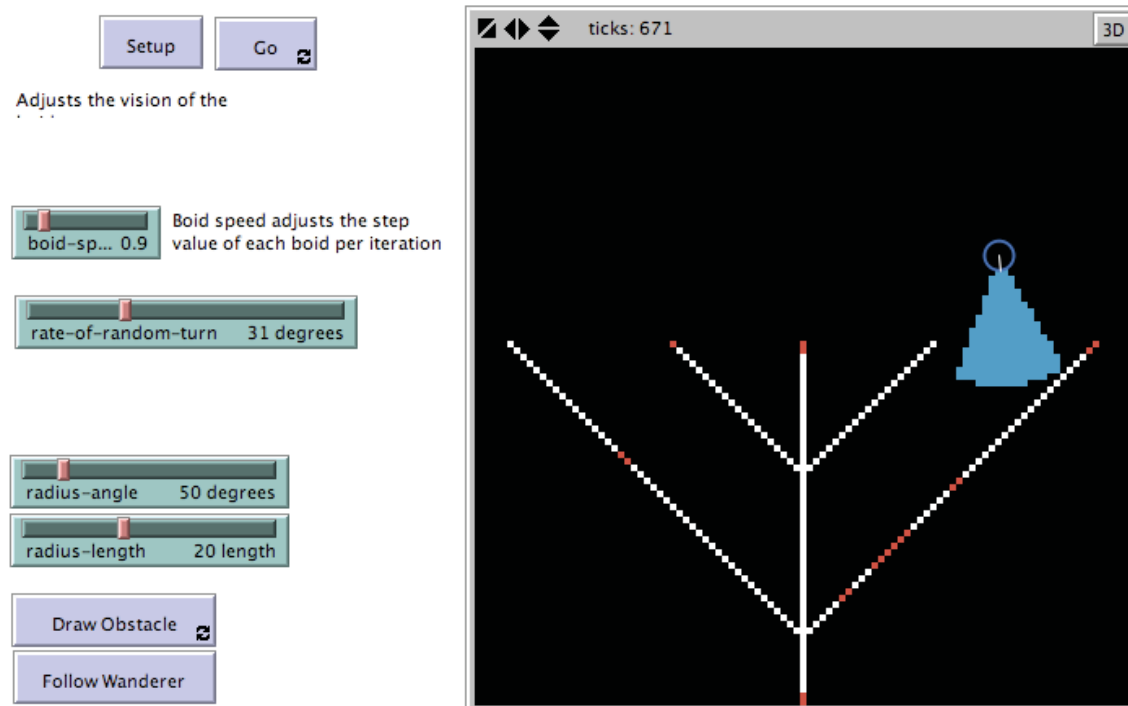 ticks: 671
3D
Setup
Go
Adjusts the vision of the
boid-sp... 0.9
Boid speed adjusts the step
value of each boid per iteration
rate-of-random-turn 31 degrees
radius-angle 50 degrees
radius-length 20 length
Draw Obstacle
Follow Wanderer